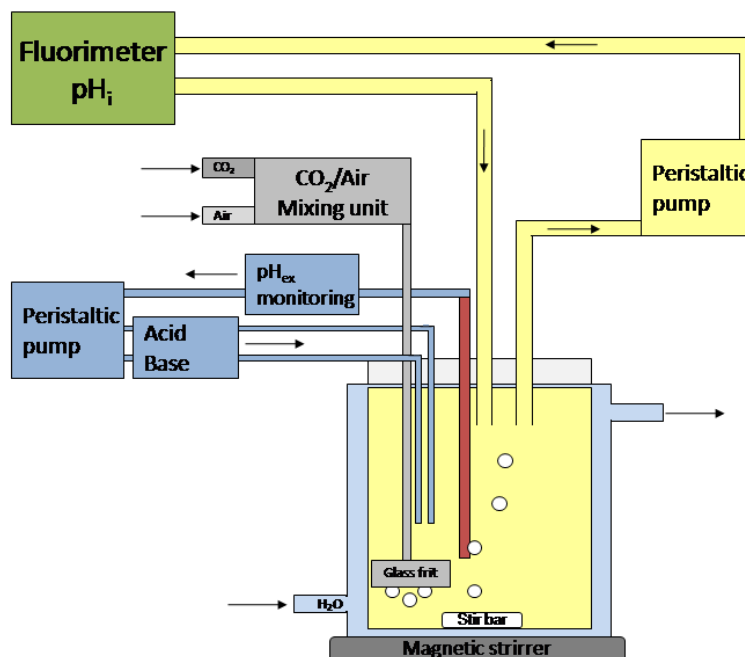 Fluorimeter
pHi
CO2
Air
CO2/Air
Mixing unit
Peristaltic
pump
pHex
monitoring
Peristaltic
pump
Acid
Base
Glass frit
H2O
Stir bar
Magnetic strirrer